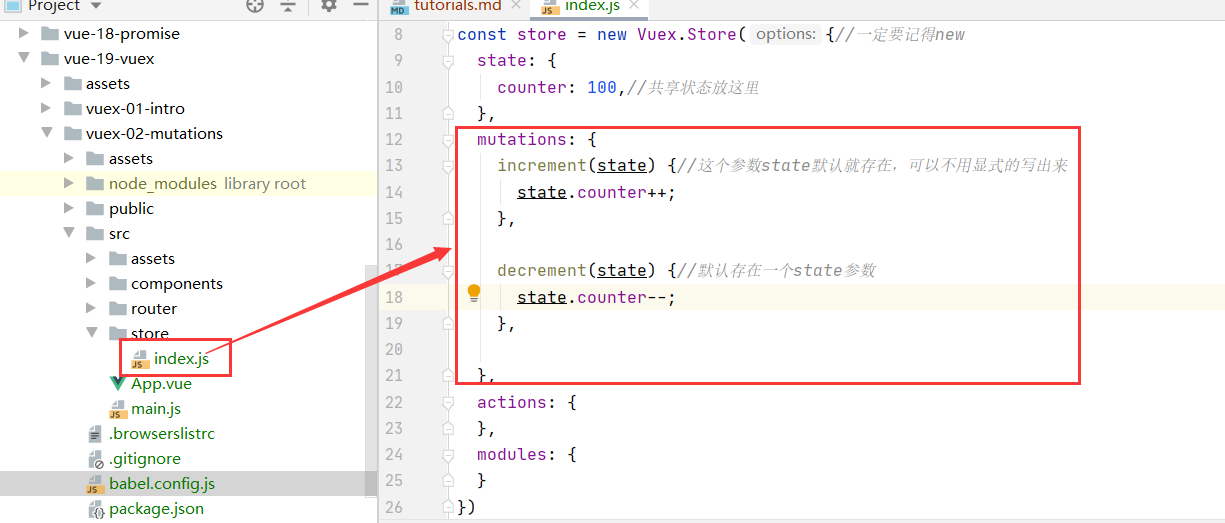 Project
vue-18-promise
vue-19-vuex
assets
vuex-01-intro
vuex-02-mutations
assets
node_modules library root
public
src
assets
components
router
store
index.js
App.vue
main.js
.browserslistrc
.gitignore
babel.config.js
package.json
tutorials.md
index.js
8 const store = new Vuex.Store( options: {//一定要记得new
9 state: {
10 counter: 100,//共享状态放这里
11 },
12 mutations: {
13 increment(state) {//这个参数state默认就存在，可以不用显式的写出来
14 state.counter++;
15 },
16
17 decrement(state) {//默认存在一个state参数
18 state.counter--;
19 },
20
21 },
22 actions: {
23 },
24 modules: {
25 }
26 })